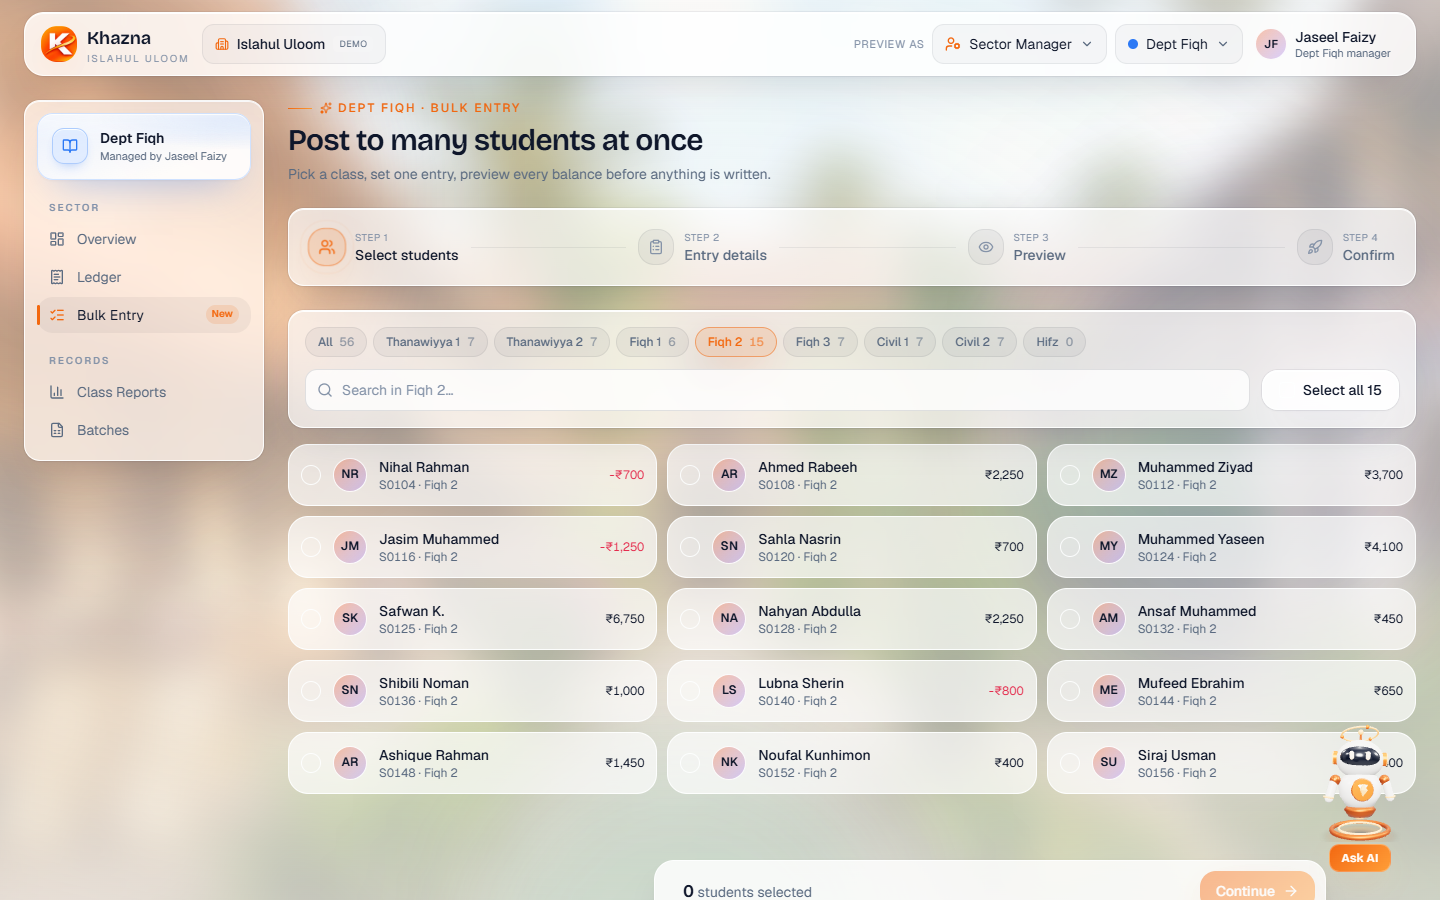 Khazna
ISLAHUL ULOOM
Islahul Uloom DEMO
PREVIEW AS
Sector Manager
Dept Fiqh
JF
Jaseel Faizy
Dept Fiqh manager
Dept Fiqh
Managed by Jaseel Faizy
SECTOR
Overview
Ledger
Bulk Entry New
RECORDS
Class Reports
Batches
DEPT FIQH · BULK ENTRY
Post to many students at once
Pick a class, set one entry, preview every balance before anything is written.
STEP 1
Select students
STEP 2
Entry details
STEP 3
Preview
STEP 4
Confirm
All 56
Thanawiyya 1 7
Thanawiyya 2 7
Fiqh 1 6
Fiqh 2 15
Fiqh 3 7
Civil 1 7
Civil 2 7
Hifz 0
Search in Fiqh 2...
Select all 15
NR Nihal Rahman -₹700
S0104 · Fiqh 2
AR Ahmed Rabeeh ₹2,250
S0108 · Fiqh 2
MZ Muhammed Ziyad ₹3,700
S0112 · Fiqh 2
JM Jasim Muhammed -₹1,250
S0116 · Fiqh 2
SN Sahla Nasrin ₹700
S0120 · Fiqh 2
MY Muhammed Yaseen ₹4,100
S0124 · Fiqh 2
SK Safwan K. ₹6,750
S0125 · Fiqh 2
NA Nahyan Abdulla ₹2,250
S0128 · Fiqh 2
AM Ansaf Muhammed ₹450
S0132 · Fiqh 2
SN Shibili Noman ₹1,000
S0136 · Fiqh 2
LS Lubna Sherin -₹800
S0140 · Fiqh 2
ME Mufeed Ebrahim ₹650
S0144 · Fiqh 2
AR Ashique Rahman ₹1,450
S0148 · Fiqh 2
NK Noufal Kunhimon ₹400
S0152 · Fiqh 2
SU Siraj Usman
S0156 · Fiqh 2
Ask AI
0 students selected
Continue